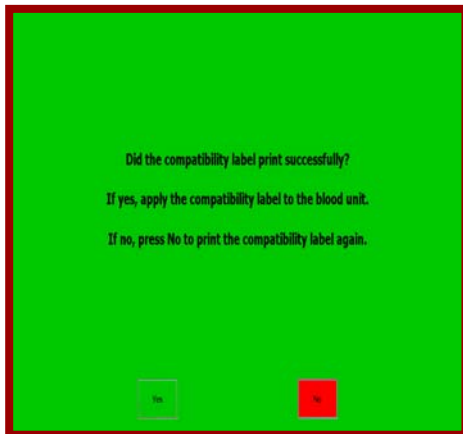 Did the compatibility label print successfully?
If yes, apply the compatibility label to the blood unit.
If no, press No to print the compatibility label again.
Yes
No